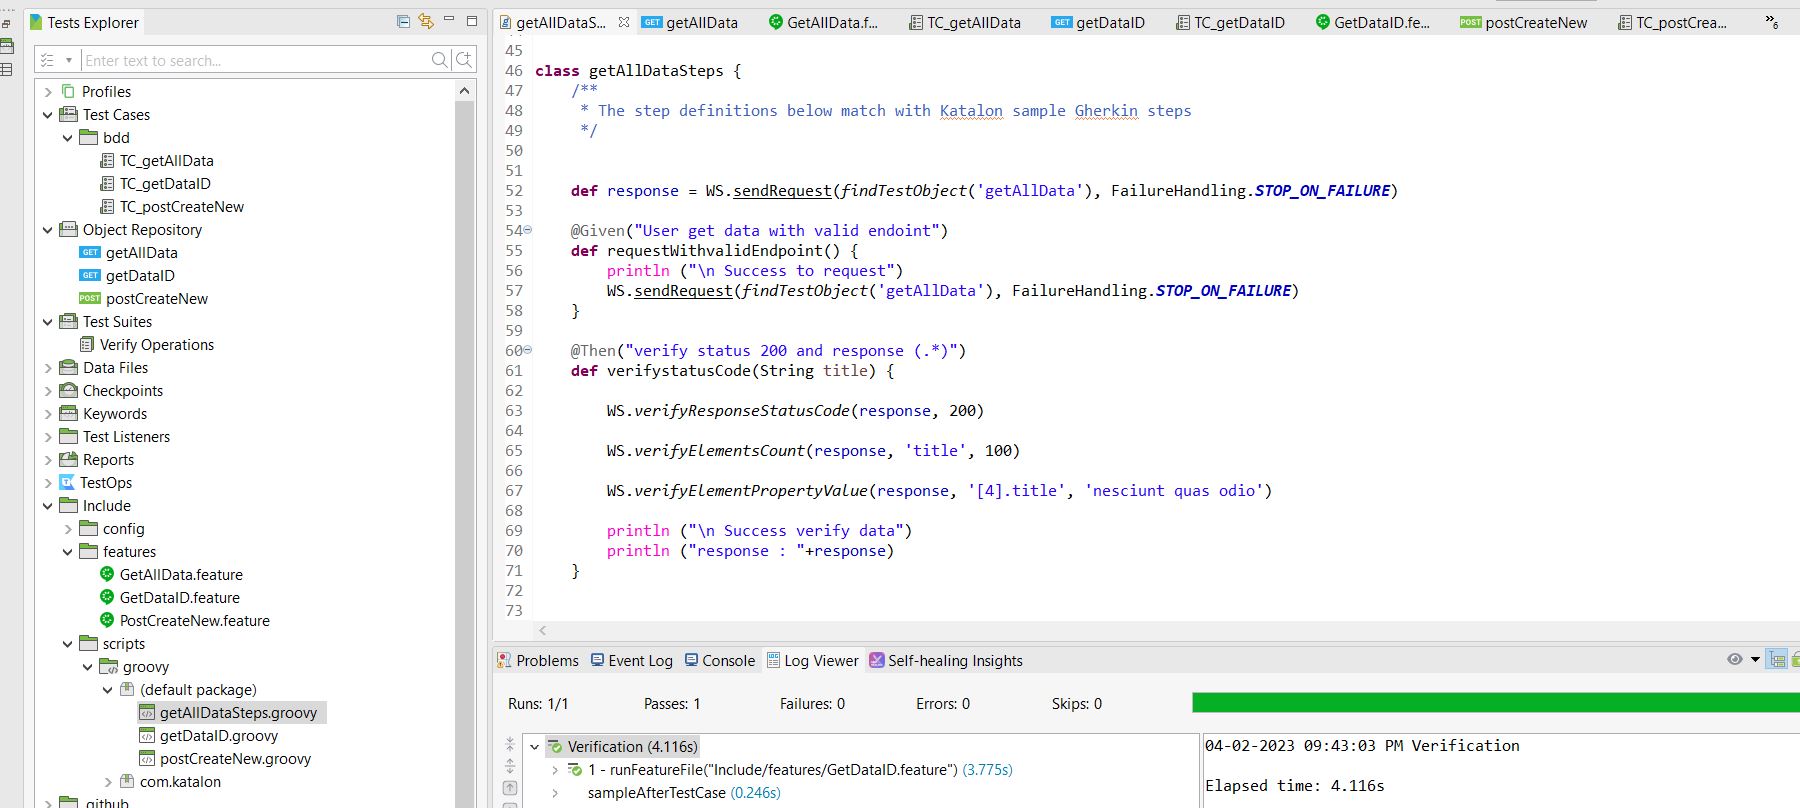 Tests Explorer
Enter text to search...
Profiles
Test Cases
bdd
TC_getAllData
TC_getDataID
TC_postCreateNew
Object Repository
GET getAllData
GET getDataID
POST postCreateNew
Test Suites
Verify Operations
Data Files
Checkpoints
Keywords
Test Listeners
Reports
TestOps
Include
config
features
GetAllData.feature
GetDataID.feature
PostCreateNew.feature
scripts
groovy
(default package)
getAllDataSteps.groovy
getDataID.groovy
postCreateNew.groovy
com.katalon
.github
getAllDataS... GET getAllData GetAllData.f... TC_getAllData GET getDataID TC_getDataID GetDataID.fe... POST postCreateNew TC_postCrea... »6
45
46 class getAllDataSteps {
47 /**
48 * The step definitions below match with Katalon sample Gherkin steps
49 */
50
51
52 def response = WS.sendRequest(findTestObject('getAllData'), FailureHandling.STOP_ON_FAILURE)
53
54 @Given("User get data with valid endoint")
55 def requestWithvalidEndpoint() {
56 println ("\n Success to request")
57 WS.sendRequest(findTestObject('getAllData'), FailureHandling.STOP_ON_FAILURE)
58 }
59
60 @Then("verify status 200 and response (.*)")
61 def verifystatusCode(String title) {
62
63 WS.verifyResponseStatusCode(response, 200)
64
65 WS.verifyElementsCount(response, 'title', 100)
66
67 WS.verifyElementPropertyValue(response, '[4].title', 'nesciunt quas odio')
68
69 println ("\n Success verify data")
70 println ("response : "+response)
71 }
72
73
Problems Event Log Console Log Viewer Self-healing Insights
Runs: 1/1 Passes: 1 Failures: 0 Errors: 0 Skips: 0
Verification (4.116s)
1 - runFeatureFile("Include/features/GetDataID.feature") (3.775s)
sampleAfterTestCase (0.246s)
04-02-2023 09:43:03 PM Verification
Elapsed time: 4.116s